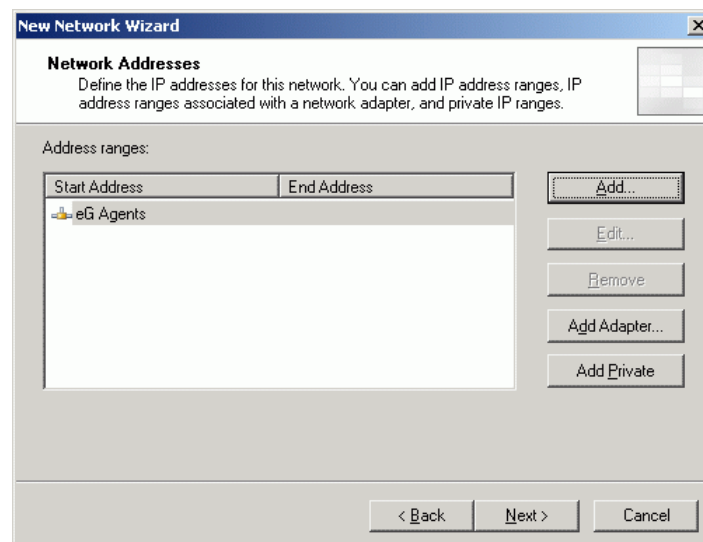 New Network Wizard
Network Addresses
Define the IP addresses for this network. You can add IP address ranges, IP
address ranges associated with a network adapter, and private IP ranges.
Address ranges:
Start Address End Address
eG Agents
Add...
Edit...
Remove
Add Adapter...
Add Private
< Back Next > Cancel